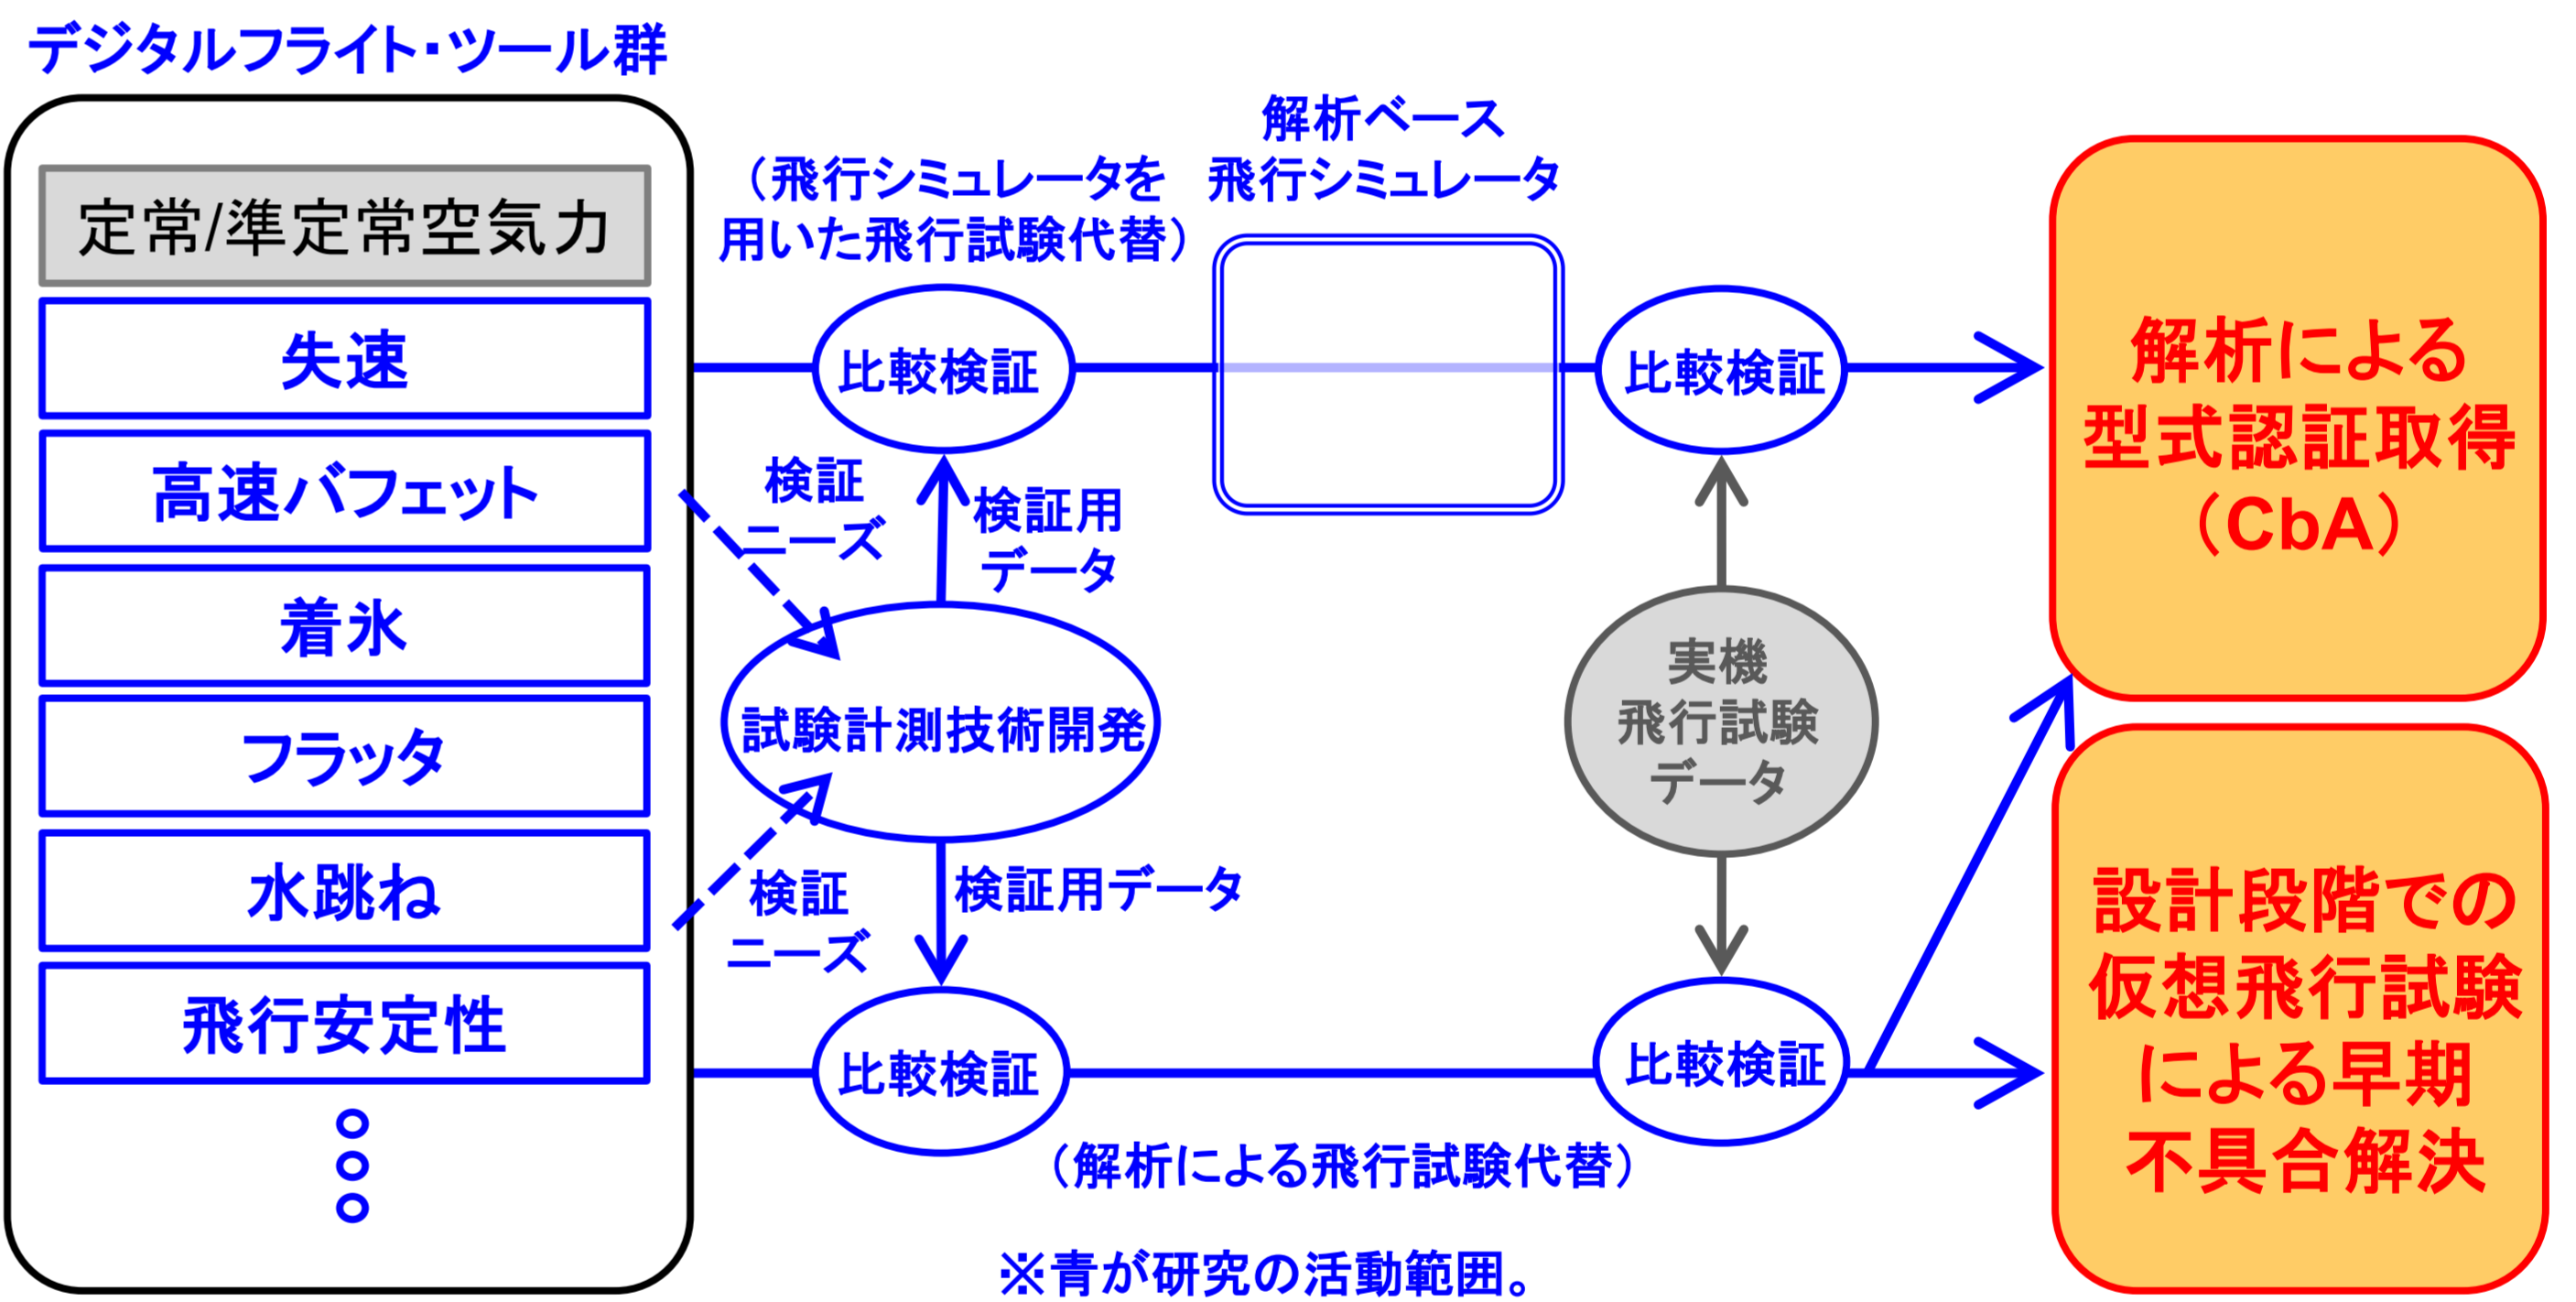 デジタルフライト・ツール群
定常/準定常空気力
失速
高速バフェット
着氷
フラッタ
水跳ね
飛行安定性
（飛行シミュレータを
用いた飛行試験代替）
解析ベース
飛行シミュレータ
比較検証
比較検証
検証
ニーズ
検証用
データ
試験計測技術開発
検証
ニーズ
検証用データ
実機
飛行試験
データ
比較検証
比較検証
（解析による飛行試験代替）
※青が研究の活動範囲。
解析による
型式認証取得
（CbA）
設計段階での
仮想飛行試験
による早期
不具合解決